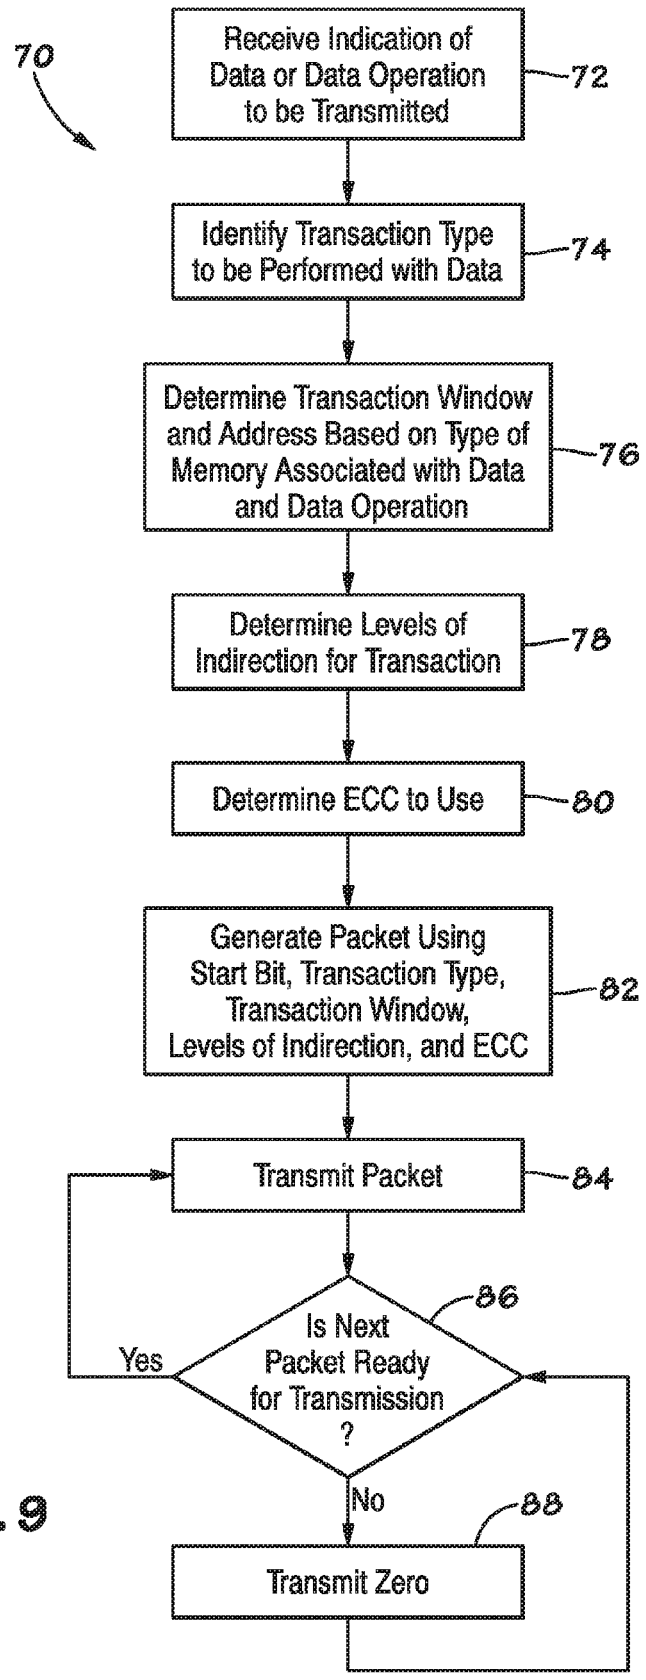 70
Receive Indication of
Data or Data Operation
to be Transmitted
72
Identify Transaction Type
to be Performed with Data
74
Determine Transaction Window
and Address Based on Type of
Memory Associated with Data
and Data Operation
76
Determine Levels of
Indirection for Transaction
78
Determine ECC to Use
80
Generate Packet Using
Start Bit, Transaction Type,
Transaction Window,
Levels of Indirection, and ECC
82
Transmit Packet
84
86
Is Next
Packet Ready
for Transmission
?
Yes
No
88
Transmit Zero
.9